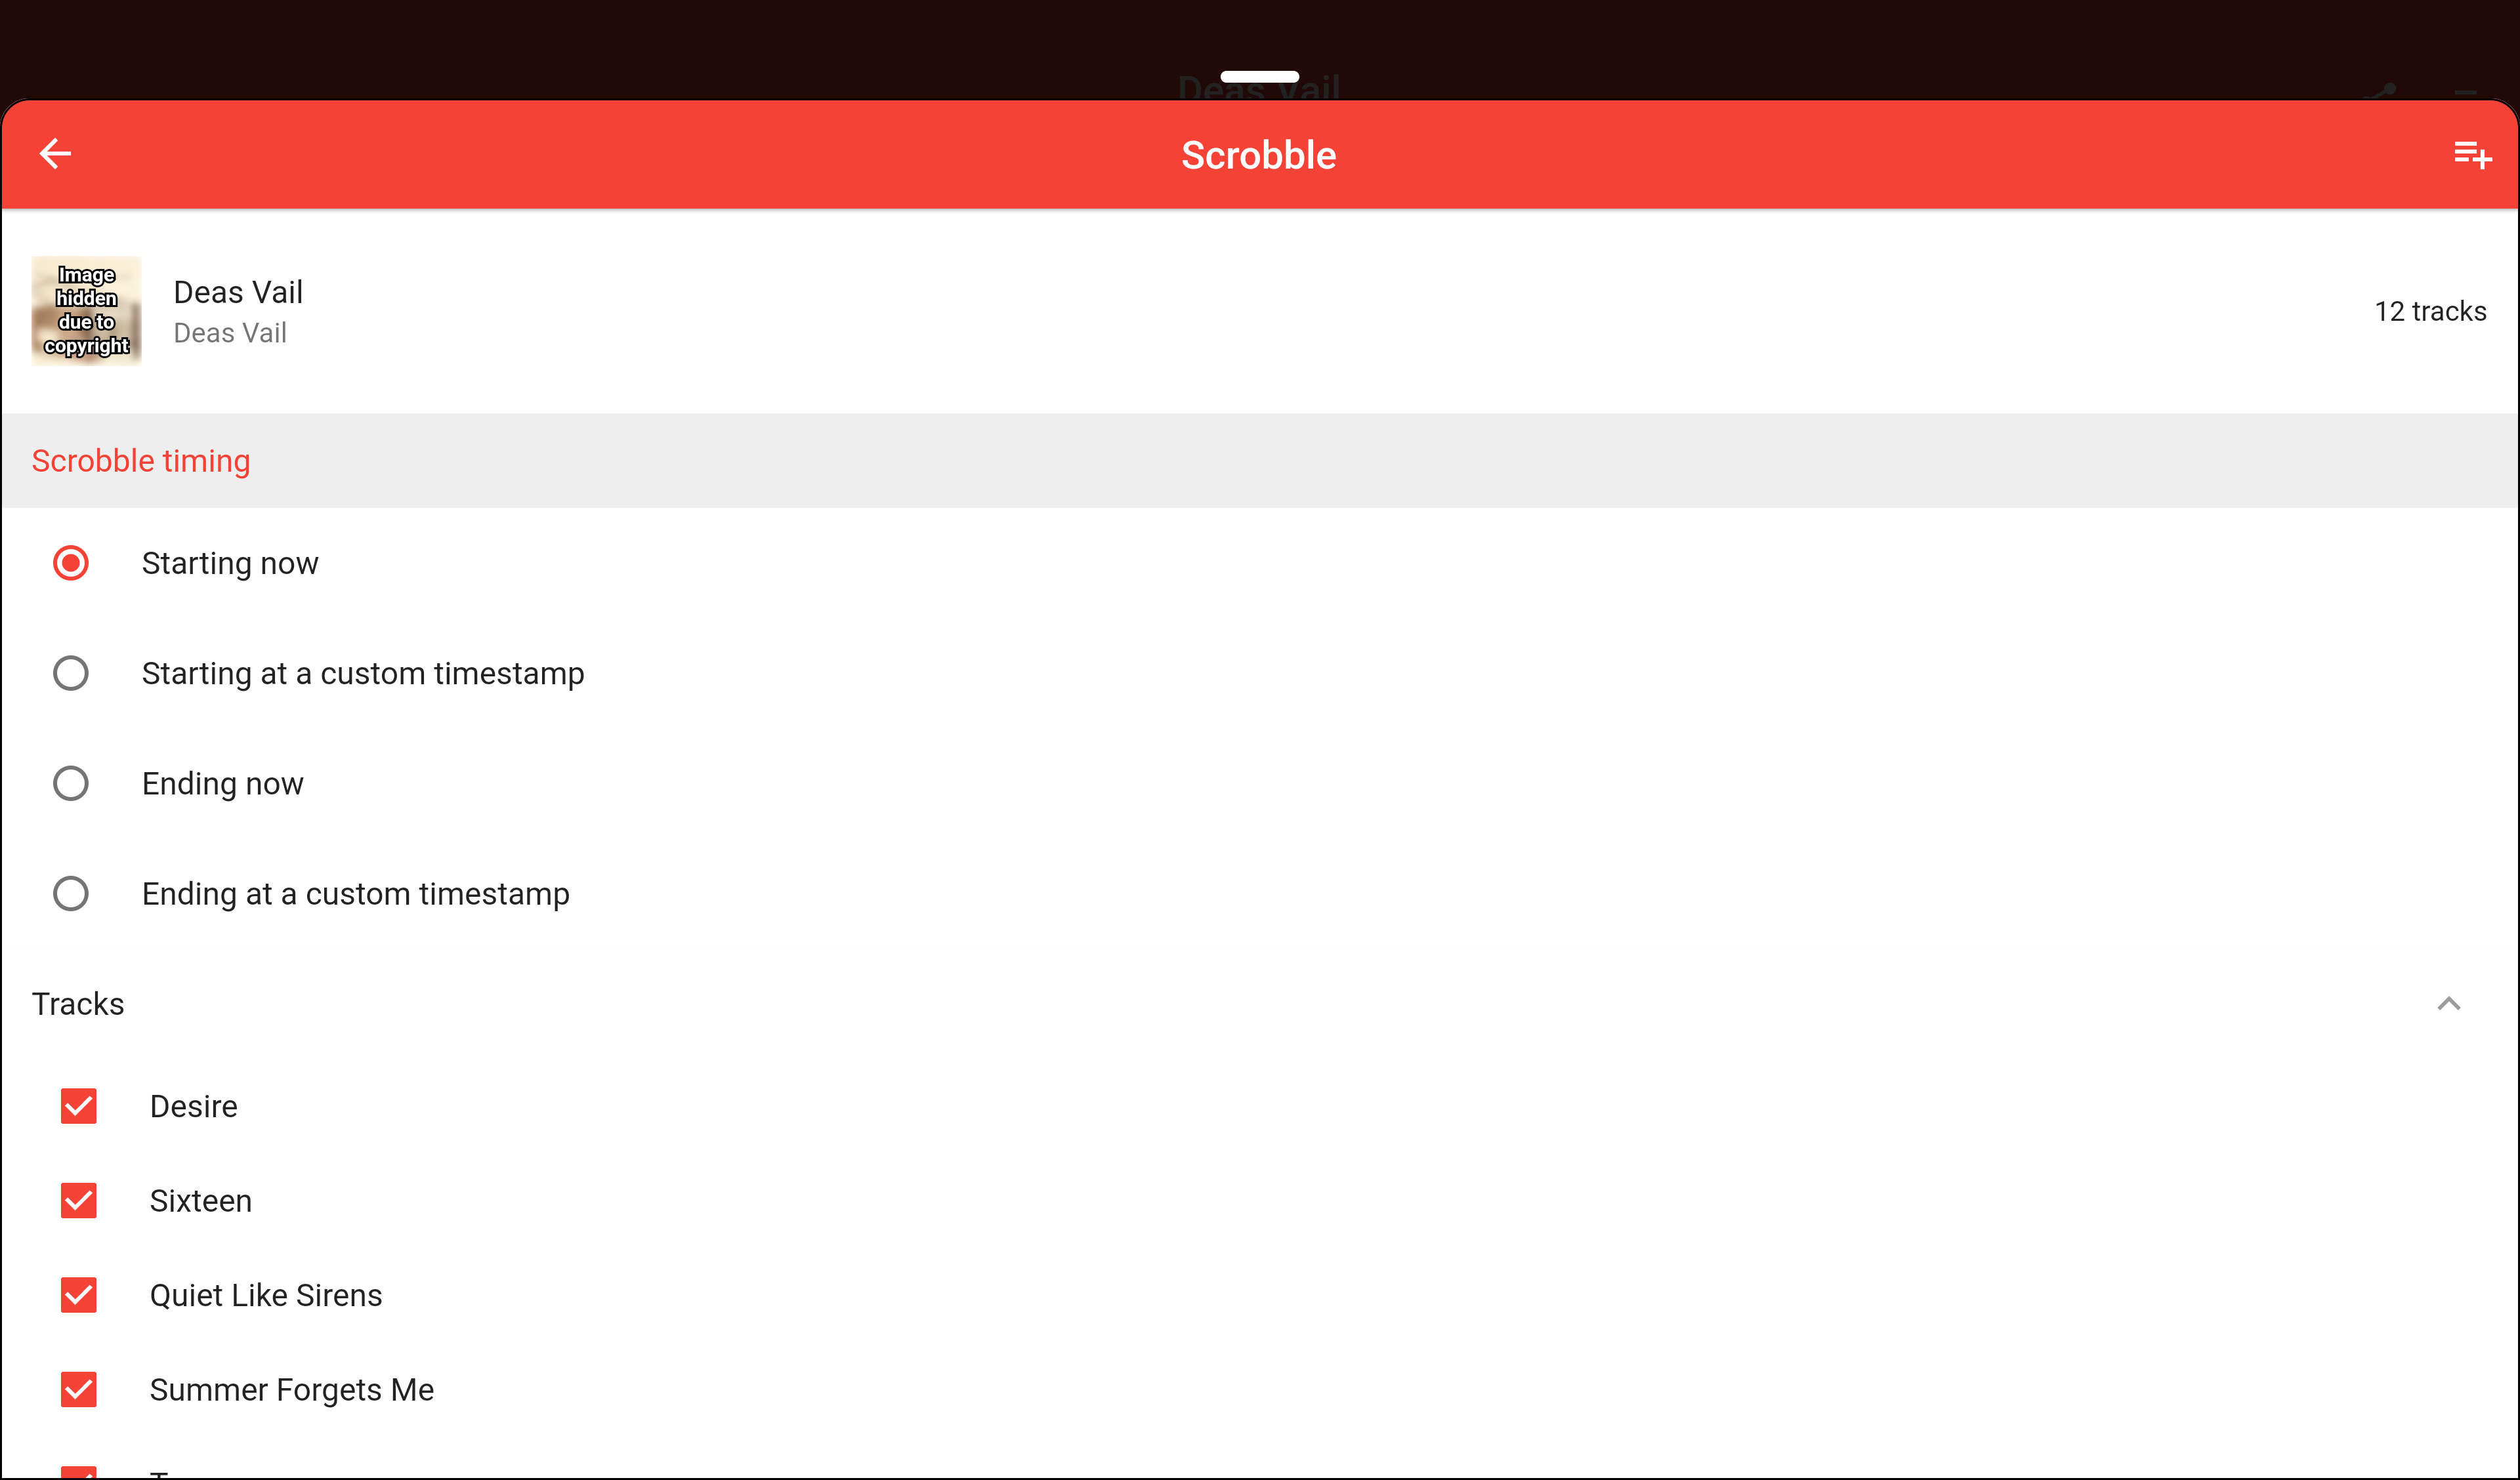 Deas Vail
Scrobble
Image
hidden
due to
copyright
Deas Vail
Deas Vail
12 tracks
Scrobble timing
Starting now
Starting at a custom timestamp
Ending now
Ending at a custom timestamp
Tracks
Desire
Sixteen
Quiet Like Sirens
Summer Forgets Me